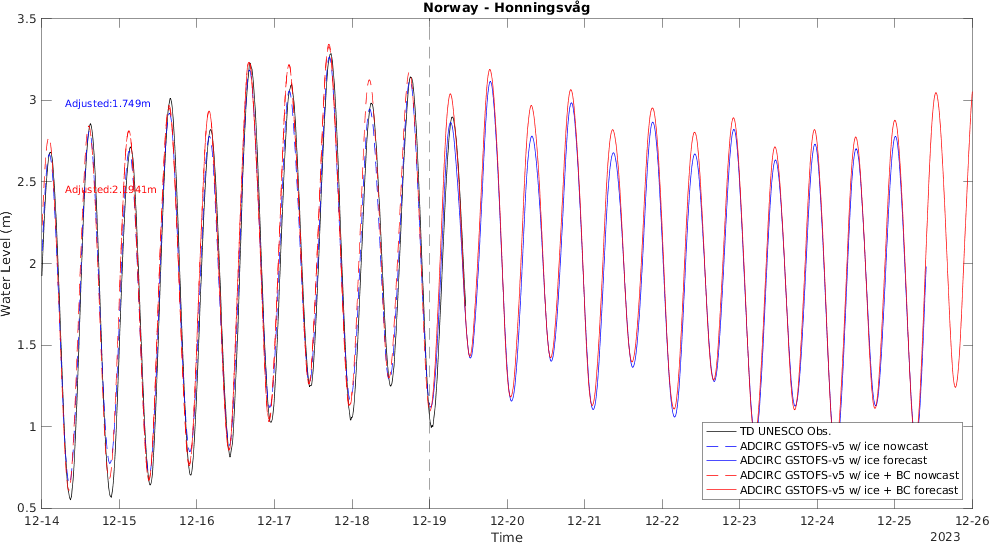 Norway - Honningsvåg
3.5
3
2.5
2
1.5
1
0.5
Water Level (m)
Adjusted:1.749m
Adjusted:2.1941m
TD UNESCO Obs.
ADCIRC GSTOFS-v5 w/ ice nowcast
ADCIRC GSTOFS-v5 w/ ice forecast
ADCIRC GSTOFS-v5 w/ ice + BC nowcast
ADCIRC GSTOFS-v5 w/ ice + BC forecast
12-14 12-15 12-16 12-17 12-18 12-19 12-20 12-21 12-22 12-23 12-24 12-25 12-26
Time
2023